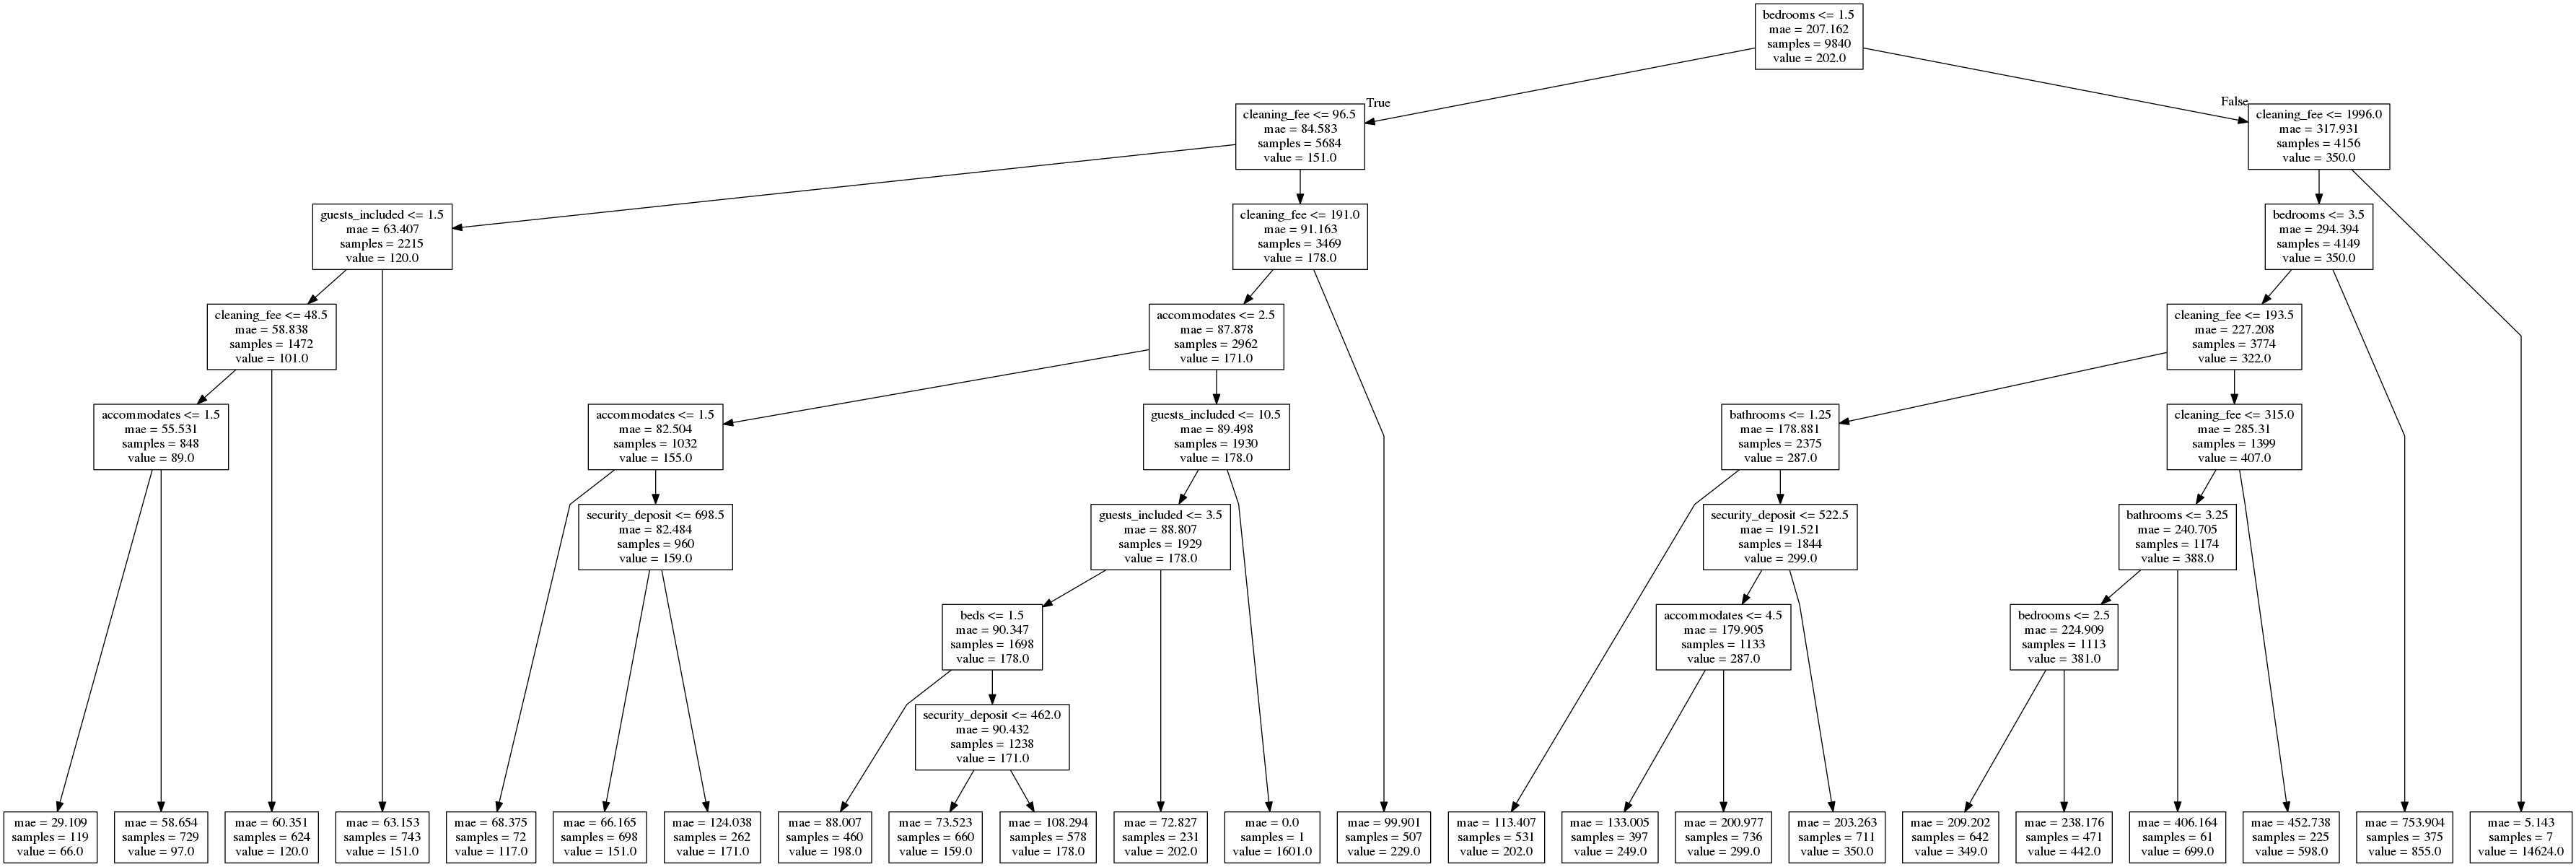 bedrooms <= 1.5
mae = 207.162
samples = 9840
value = 202.0
True
False
cleaning_fee <= 96.5
mae = 84.583
samples = 5684
value = 151.0
cleaning_fee <= 1996.0
mae = 317.931
samples = 4156
value = 350.0
guests_included <= 1.5
mae = 63.407
samples = 2215
value = 120.0
cleaning_fee <= 191.0
mae = 91.163
samples = 3469
value = 178.0
bedrooms <= 3.5
mae = 294.394
samples = 4149
value = 350.0
cleaning_fee <= 48.5
mae = 58.838
samples = 1472
value = 101.0
accommodates <= 2.5
mae = 87.878
samples = 2962
value = 171.0
cleaning_fee <= 193.5
mae = 227.208
samples = 3774
value = 322.0
accommodates <= 1.5
mae = 55.531
samples = 848
value = 89.0
accommodates <= 1.5
mae = 82.504
samples = 1032
value = 155.0
guests_included <= 10.5
mae = 89.498
samples = 1930
value = 178.0
bathrooms <= 1.25
mae = 178.881
samples = 2375
value = 287.0
cleaning_fee <= 315.0
mae = 285.31
samples = 1399
value = 407.0
security_deposit <= 698.5
mae = 82.484
samples = 960
value = 159.0
guests_included <= 3.5
mae = 88.807
samples = 1929
value = 178.0
security_deposit <= 522.5
mae = 191.521
samples = 1844
value = 299.0
bathrooms <= 3.25
mae = 240.705
samples = 1174
value = 388.0
beds <= 1.5
mae = 90.347
samples = 1698
value = 178.0
accommodates <= 4.5
mae = 179.905
samples = 1133
value = 287.0
bedrooms <= 2.5
mae = 224.909
samples = 1113
value = 381.0
security_deposit <= 462.0
mae = 90.432
samples = 1238
value = 171.0
mae = 29.109
samples = 119
value = 66.0
mae = 58.654
samples = 729
value = 97.0
mae = 60.351
samples = 624
value = 120.0
mae = 63.153
samples = 743
value = 151.0
mae = 68.375
samples = 72
value = 117.0
mae = 66.165
samples = 698
value = 151.0
mae = 124.038
samples = 262
value = 171.0
mae = 88.007
samples = 460
value = 198.0
mae = 73.523
samples = 660
value = 159.0
mae = 108.294
samples = 578
value = 178.0
mae = 72.827
samples = 231
value = 202.0
mae = 0.0
samples = 1
value = 1601.0
mae = 99.901
samples = 507
value = 229.0
mae = 113.407
samples = 531
value = 202.0
mae = 133.005
samples = 397
value = 249.0
mae = 200.977
samples = 736
value = 299.0
mae = 203.263
samples = 711
value = 350.0
mae = 209.202
samples = 642
value = 349.0
mae = 238.176
samples = 471
value = 442.0
mae = 406.164
samples = 61
value = 699.0
mae = 452.738
samples = 225
value = 598.0
mae = 753.904
samples = 375
value = 855.0
mae = 5.143
samples = 7
value = 14624.0